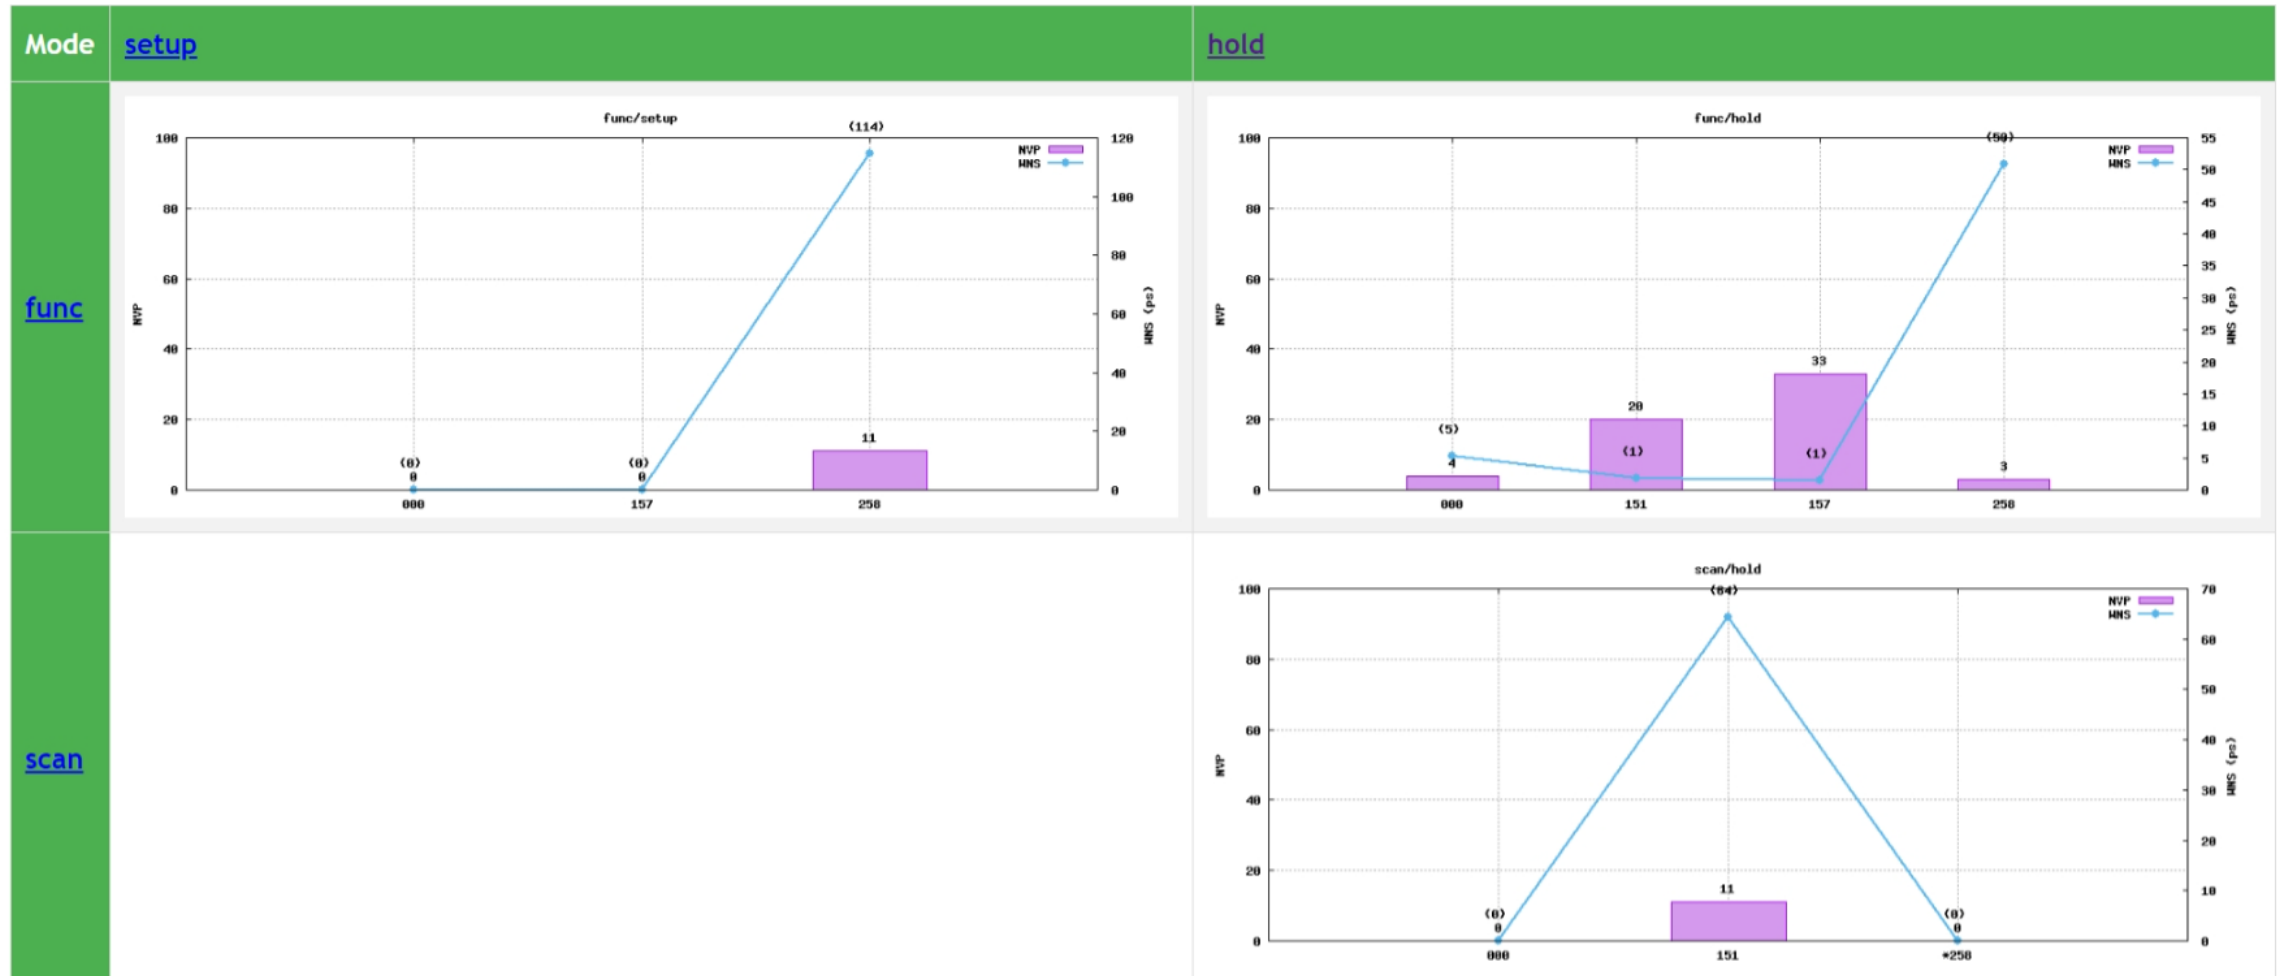 Mode setup hold
func/setup
(114)
100 120
NVP
WNS
80 100
60 80
NVP
60
WNS (ps)
40 40
20 20
11
(0) (0)
0 0
0 0
000 157 258
func
func/hold
(50)
100 55
NVP
WNS
50
80 45
40
60 35
30
NVP
WNS (ps)
25
40 20
33
15
20 20
10
(5) (1) (1)
4 3
5
0 0
000 151 157 258
scan
scan/hold
(64)
100 70
NVP
WNS
60
80
50
60
40
NVP
WNS (ps)
30
40
20
20
11
10
(0) (0)
0 0
0 0
000 151 *258